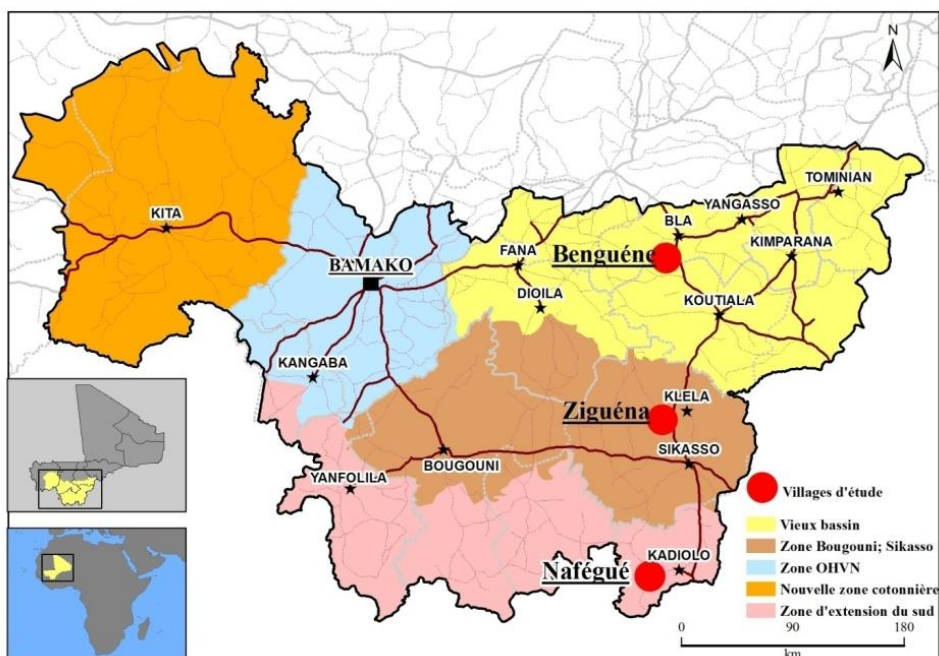 N
TOMINIAN
YANGASSO
KITA
BLA
KIMPARANA
FANA
Benguéne
BAMAKO
DIOILA
KOUTIALA
KANGABA
KLELA
Ziguéna
SIKASSO
BOUGOUNI
YANFOLILA
Nafégué
KADIOLO
Villages d'étude
Vieux bassin
Zone Bougouni; Sikasso
Zone OHVN
Nouvelle zone cotonnière
Zone d'extension du sud
0 90 180
km